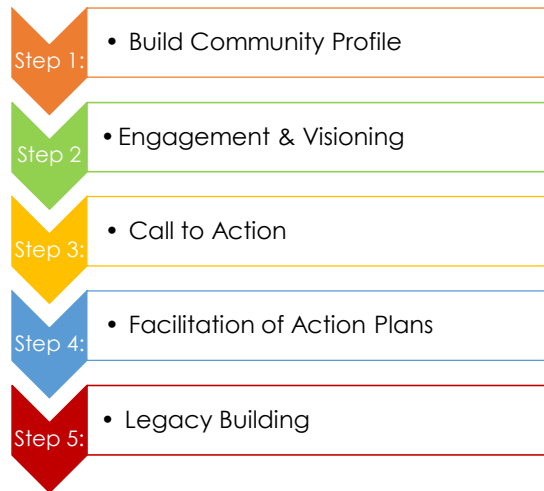 Step 1:
• Build Community Profile
Step 2
• Engagement & Visioning
Step 3:
• Call to Action
Step 4:
• Facilitation of Action Plans
Step 5:
• Legacy Building